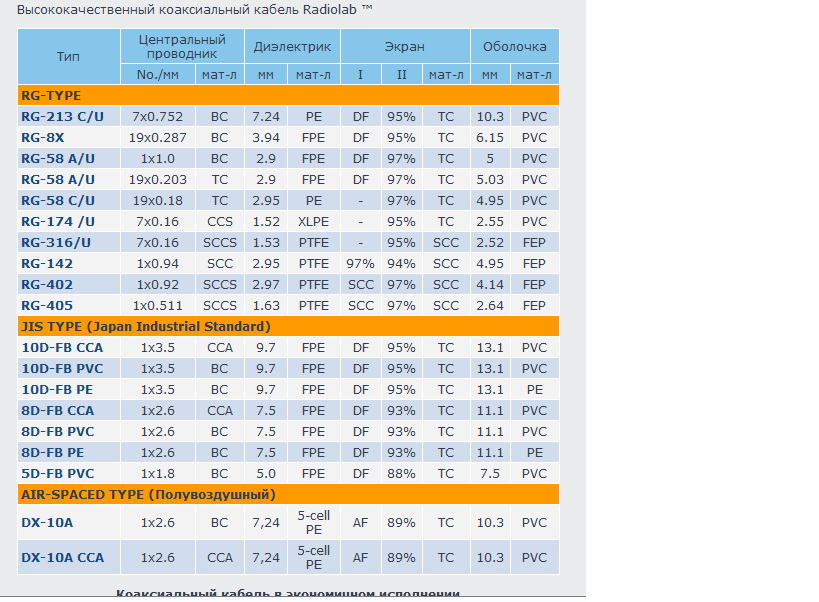 Высококачественный коаксиальный кабель Radiolab ™
Тип Центральный проводник Диэлектрик Экран Оболочка
No./мм мат-л мм мат-л I II мат-л мм мат-л
RG-TYPE
RG-213 C/U 7x0.752 BC 7.24 PE DF 95% TC 10.3 PVC
RG-8X 19x0.287 BC 3.94 FPE DF 95% TC 6.15 PVC
RG-58 A/U 1x1.0 BC 2.9 FPE DF 97% TC 5 PVC
RG-58 A/U 19x0.203 TC 2.9 FPE DF 97% TC 5.03 PVC
RG-58 C/U 19x0.18 TC 2.95 PE - 97% TC 4.95 PVC
RG-174 /U 7x0.16 CCS 1.52 XLPE - 95% TC 2.55 PVC
RG-316/U 7x0.16 SCCS 1.53 PTFE - 95% SCC 2.52 FEP
RG-142 1x0.94 SCC 2.95 PTFE 97% 94% SCC 4.95 FEP
RG-402 1x0.92 SCCS 2.97 PTFE SCC 97% SCC 4.14 FEP
RG-405 1x0.511 SCCS 1.63 PTFE SCC 97% SCC 2.64 FEP
JIS TYPE (Japan Industrial Standard)
10D-FB CCA 1x3.5 CCA 9.7 FPE DF 95% TC 13.1 PVC
10D-FB PVC 1x3.5 BC 9.7 FPE DF 95% TC 13.1 PVC
10D-FB PE 1x3.5 BC 9.7 FPE DF 95% TC 13.1 PE
8D-FB CCA 1x2.6 CCA 7.5 FPE DF 93% TC 11.1 PVC
8D-FB PVC 1x2.6 BC 7.5 FPE DF 93% TC 11.1 PVC
8D-FB PE 1x2.6 BC 7.5 FPE DF 93% TC 11.1 PE
5D-FB PVC 1x1.8 BC 5.0 FPE DF 88% TC 7.5 PVC
AIR-SPACED TYPE (Полувоздушный)
DX-10A 1x2.6 BC 7,24 5-cell PE AF 89% TC 10.3 PVC
DX-10A CCA 1x2.6 CCA 7,24 5-cell PE AF 89% TC 10.3 PVC
Коаксиальный кабель в экономичном исполнении